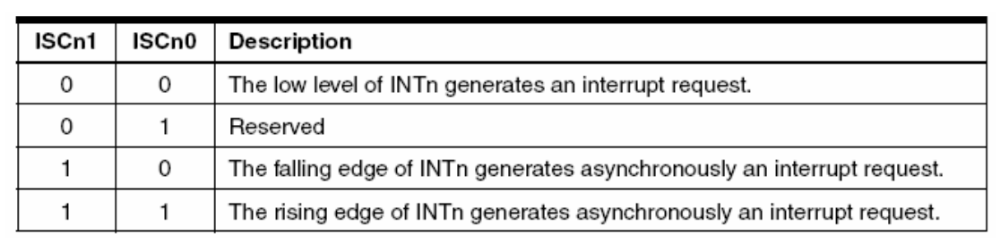 ISCn1 ISCn0 Description
0 0 The low level of INTn generates an interrupt request.
0 1 Reserved
1 0 The falling edge of INTn generates asynchronously an interrupt request.
1 1 The rising edge of INTn generates asynchronously an interrupt request.